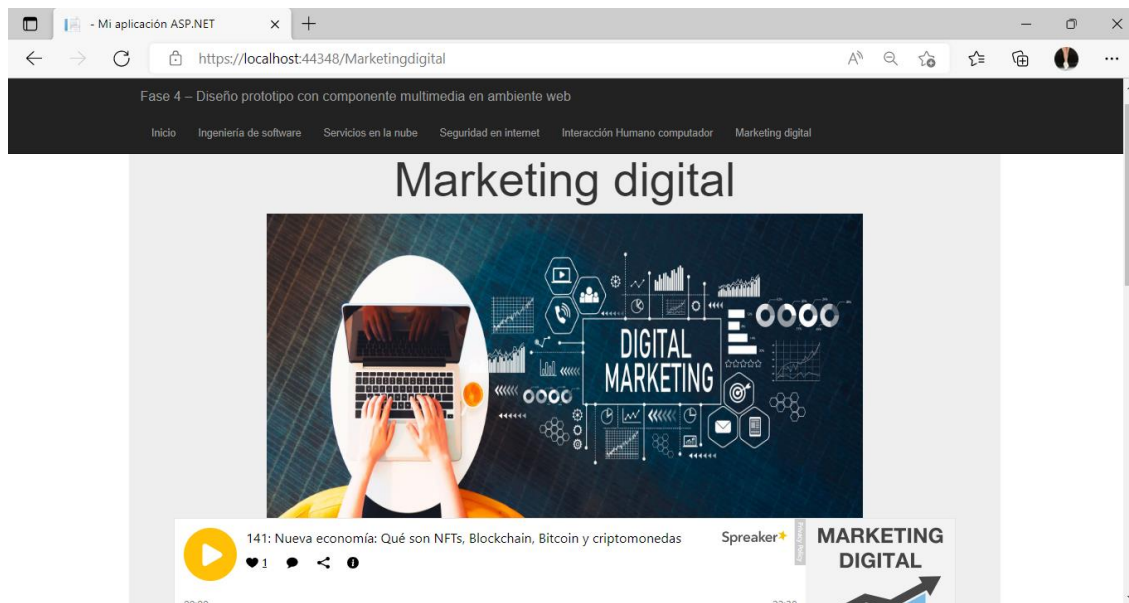 - Mi aplicación ASP.NET
https://localhost:44348/Marketingdigital
Fase 4 – Diseño prototipo con componente multimedia en ambiente web
Inicio Ingeniería de software Servicios en la nube Seguridad en internet Interacción Humano computador Marketing digital
Marketing digital
DIGITAL
MARKETING
141: Nueva economía: Qué son NFTs, Blockchain, Bitcoin y criptomonedas
Spreaker
1
Privacy Policy
MARKETING
DIGITAL